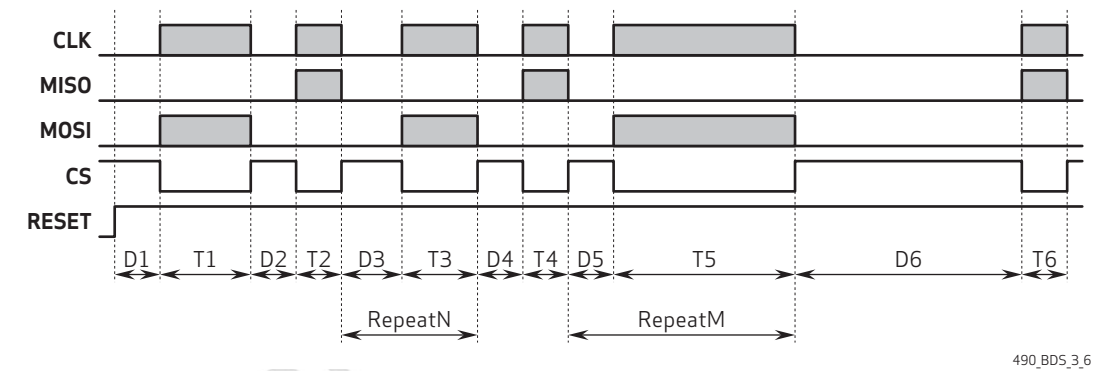 CLK
MISO
MOSI
CS
RESET
D1 T1 D2 T2 D3 T3 D4 T4 D5 T5 D6 T6
RepeatN RepeatM
490_BDS_3_6